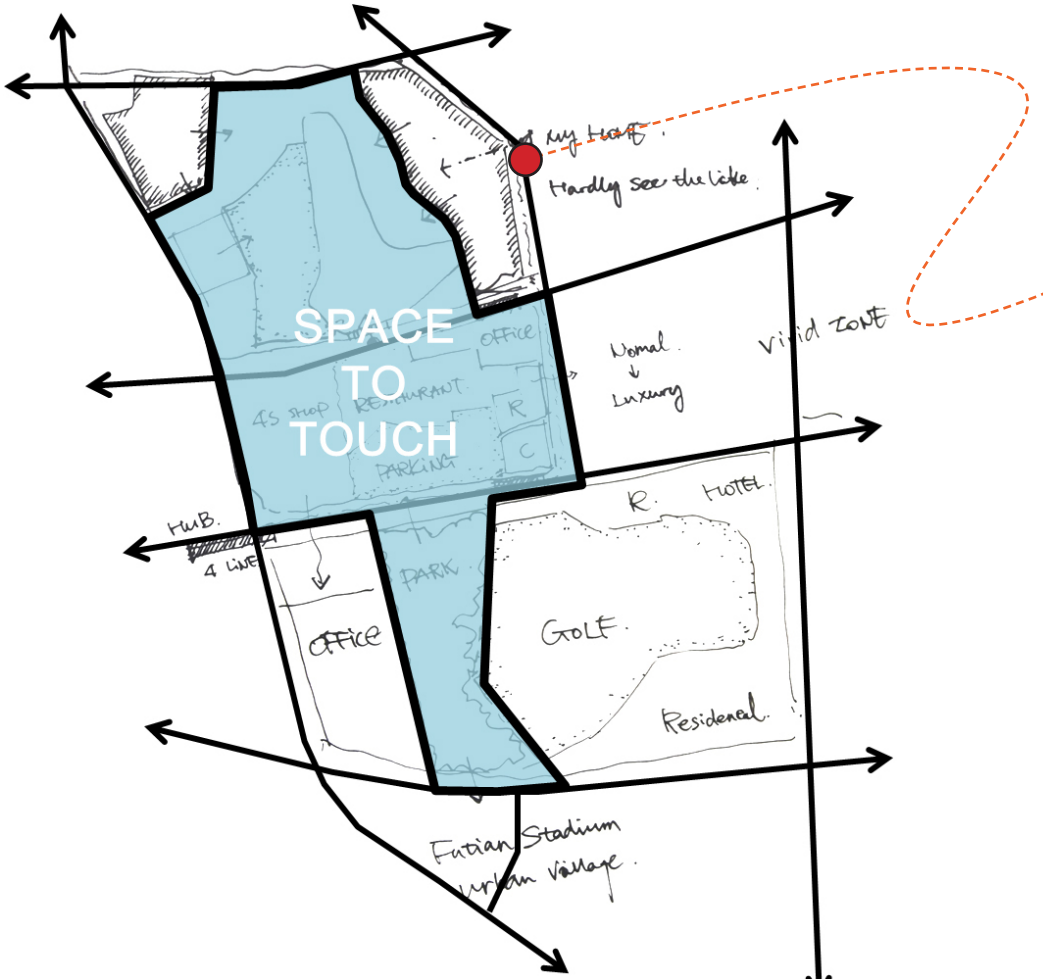 MY HOME.
Hardly see the lake.
SPACE
TO
TOUCH
OFFICE
Vivid ZONE
Nomal.
Luxury
4S SHOP
RESTAURANT
R
C
PARKING
R.
HOTEL.
HUB.
4 LINE
PARK.
OFFICE
GOLF.
Residencal.
Futian Stadium
urban Village.